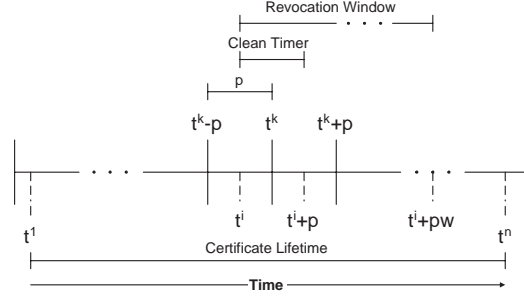 Revocation Window
. . .
Clean Timer
p
t^k-p t^k t^k+p
. . . . . .
t^1 t^i t^i+p t^i+pw t^n
Certificate Lifetime
Time